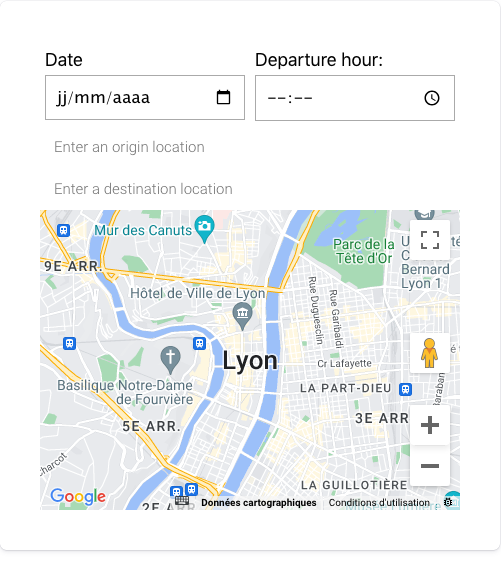 Date
Departure hour:
jj/mm/aaaa
--:--
Enter an origin location
Enter a destination location
Mur des Canuts
Parc de la
Tête d'Or
Bernard
Lyon 1
9E ARR.
Hôtel de Ville de Lyon
Rue Duguesclin
Rue Garibaldi
Lyon
Cr Lafayette
Basilique Notre-Dame
de Fourvière
LA PART-DIEU
5E ARR.
3E ARR
charcot
LA GUILLOTIÈRE
Google
2E ARR
Données cartographiques
Conditions d'utilisation